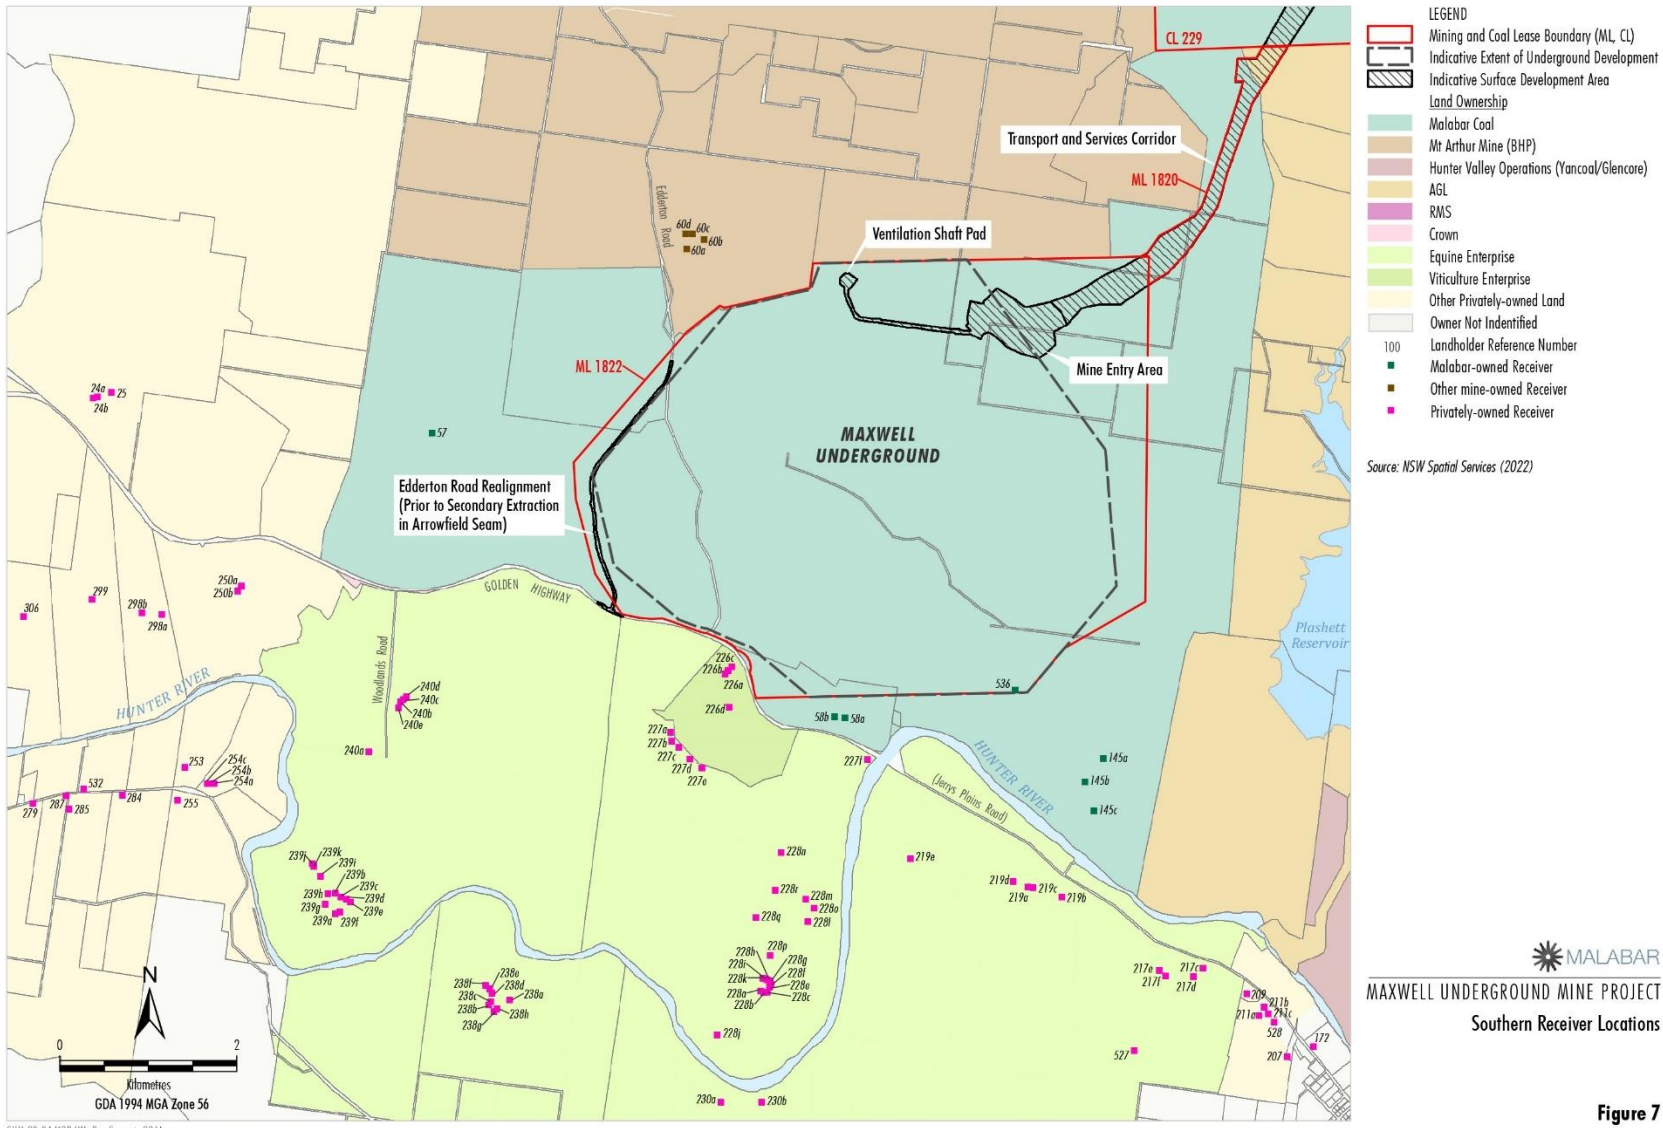 CL 229
Transport and Services Corridor
ML 1820
Edderton Road
60d
60c
60b
60a
Ventilation Shaft Pad
ML 1822
Mine Entry Area
24a
25
24b
57
MAXWELL
UNDERGROUND
Edderton Road Realignment
(Prior to Secondary Extraction
in Arrowfield Seam)
GOLDEN HIGHWAY
250a
250b
299
298b
298a
306
Woodlands Road
HUNTER RIVER
Plashett
Reservoir
226c
226b
226a
226d
536
58b
58a
240d
240c
240b
240e
240a
227a
227b
227c
227d
227e
227f
HUNTER RIVER
(Jerrys Plains Road)
145a
145b
145c
253
254c
254b
254a
532
287
279
285
284
255
239j
239k
239i
239b
239h
239c
239d
239g
239e
239a
239f
228n
219e
228r
228m
228o
228q
228l
219d
219c
219a
219b
228p
228h
228g
228i
228f
228k
228e
228a
228c
228b
228j
238e
238f
238d
238c
238a
238b
238h
238g
217e
217c
217f
217d
209
211b
211a
211c
528
172
207
527
230a
230b
N
0 2
Kilometres
GDA 1994 MGA Zone 56
LEGEND
Mining and Coal Lease Boundary (ML, CL)
Indicative Extent of Underground Development
Indicative Surface Development Area
Land Ownership
Malabar Coal
Mt Arthur Mine (BHP)
Hunter Valley Operations (Yancoal/Glencore)
AGL
RMS
Crown
Equine Enterprise
Viticulture Enterprise
Other Privately-owned Land
Owner Not Indentified
100 Landholder Reference Number
Malabar-owned Receiver
Other mine-owned Receiver
Privately-owned Receiver
Source: NSW Spatial Services (2022)
MALABAR
MAXWELL UNDERGROUND MINE PROJECT
Southern Receiver Locations
Figure 7